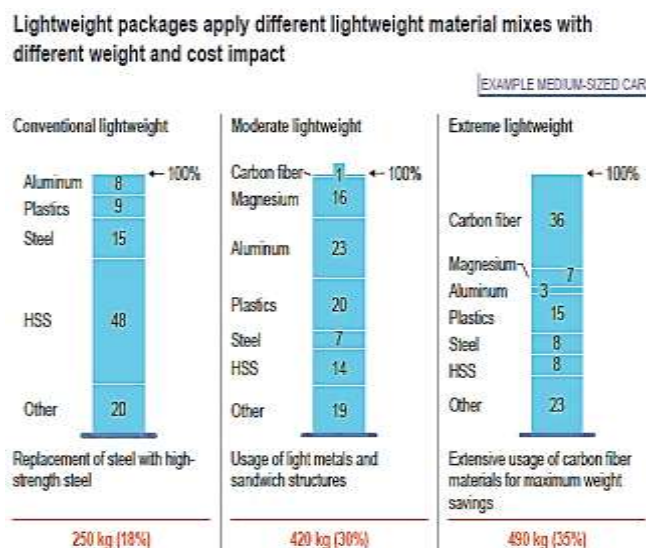 Lightweight packages apply different lightweight material mixes with
different weight and cost impact
EXAMPLE MEDIUM-SIZED CAR
Conventional lightweight
← 100%
Aluminum 8
Plastics 9
Steel 15
HSS 48
Other 20
Replacement of steel with high-
strength steel
250 kg (18%)
Moderate lightweight
Carbon fiber 1 ← 100%
Magnesium 16
Aluminum 23
Plastics 20
Steel 7
HSS 14
Other 19
Usage of light metals and
sandwich structures
420 kg (30%)
Extreme lightweight
← 100%
Carbon fiber 36
Magnesium 7
Aluminum 3
Plastics 15
Steel 8
HSS 8
Other 23
Extensive usage of carbon fiber
materials for maximum weight
savings
490 kg (35%)